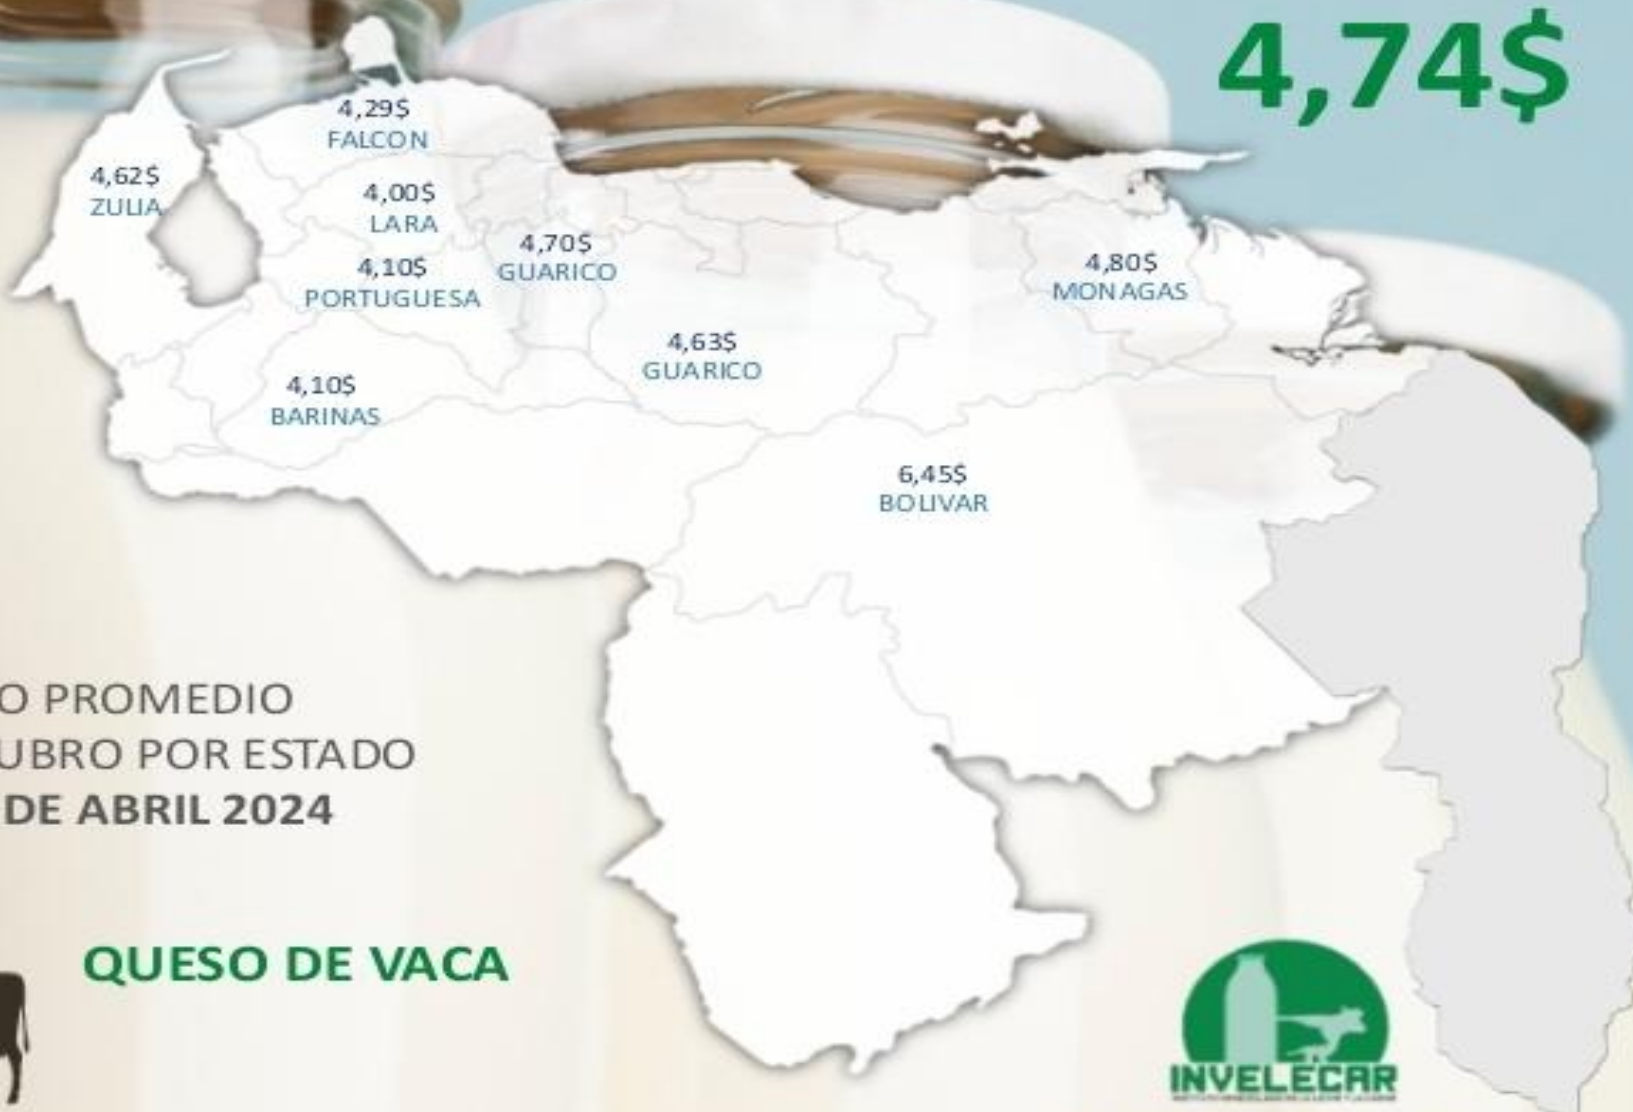 4,74$
4,29$
FALCON
4,62$
ZULIA
4,00$
LARA
4,70$
GUARICO
4,10$
PORTUGUESA
4,80$
MONAGAS
4,63$
GUARICO
4,10$
BARINAS
6,45$
BOLIVAR
O PROMEDIO
UBRO POR ESTADO
DE ABRIL 2024
QUESO DE VACA
INVELECAR